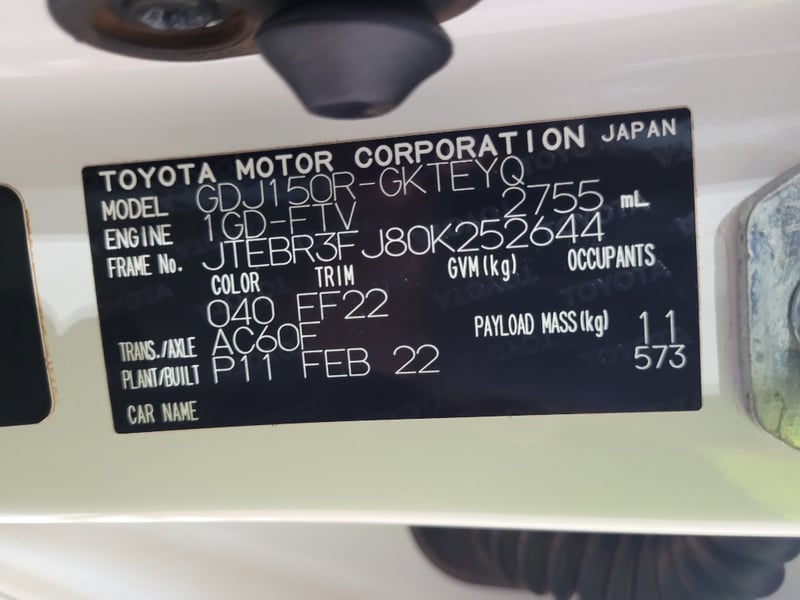 TOYOTA MOTOR CORPORATION JAPAN
MODEL GDJ150R-GKTEYQ
ENGINE 1GD-FTV 2755 mL
FRAME No. JTEBR3FJ80K252644
COLOR TRIM GVM(kg) OCCUPANTS
040 FF22
TRANS./AXLE AC60F PAYLOAD MASS(kg) 11
PLANT/BUILT P11 FEB 22 573
CAR NAME